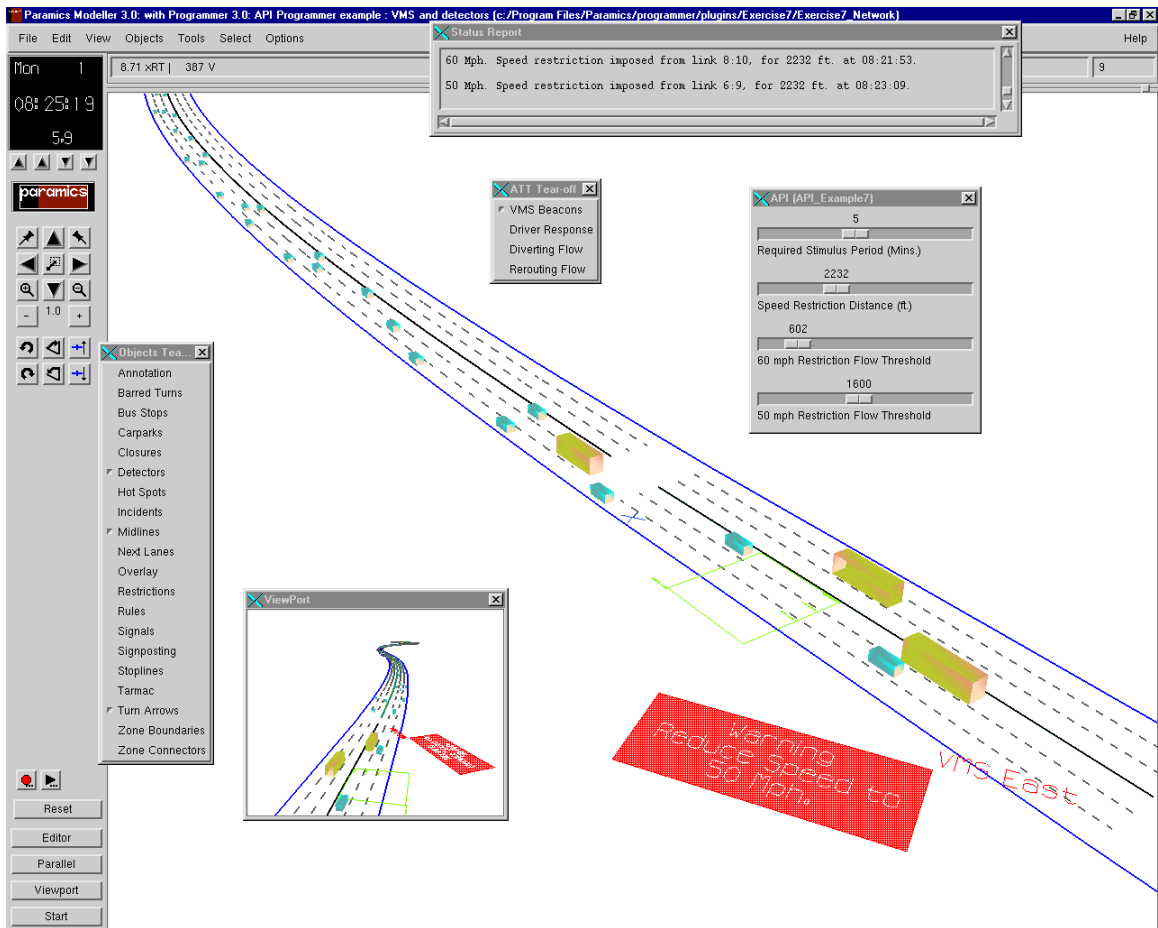 Paramics Modeller 3.0: with Programmer 3.0: API Programmer example : VMS and detectors (c:/Program Files/Paramics/programmer/plugins/Exercise7/Exercise7_Network)
File Edit View Objects Tools Select Options Help
Mon 1
08:25:19
5.9
8.71 xRT | 387 V
9
paramics
1.0
Status Report
60 Mph. Speed restriction imposed from link 8:10, for 2232 ft. at 08:21:53.
50 Mph. Speed restriction imposed from link 6:9, for 2232 ft. at 08:23:09.
ATT Tear-off
VMS Beacons
Driver Response
Diverting Flow
Rerouting Flow
API (API_Example7)
5
Required Stimulus Period (Mins.)
2232
Speed Restriction Distance (ft.)
602
60 mph Restriction Flow Threshold
1600
50 mph Restriction Flow Threshold
Objects Tea...
Annotation
Barred Turns
Bus Stops
Carparks
Closures
Detectors
Hot Spots
Incidents
Midlines
Next Lanes
Overlay
Restrictions
Rules
Signals
Signposting
Stoplines
Tarmac
Turn Arrows
Zone Boundaries
Zone Connectors
ViewPort
Warning
Reduce Speed to
50 Mph.
VMS East
Reset
Editor
Parallel
Viewport
Start